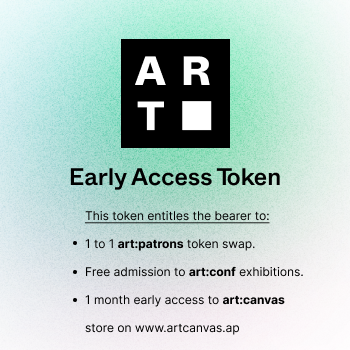 A R
T
Early Access Token
This token entitles the bearer to:
• 1 to 1 art:patrons token swap.
• Free admission to art:conf exhibitions.
• 1 month early access to art:canvas
store on www.artcanvas.ap